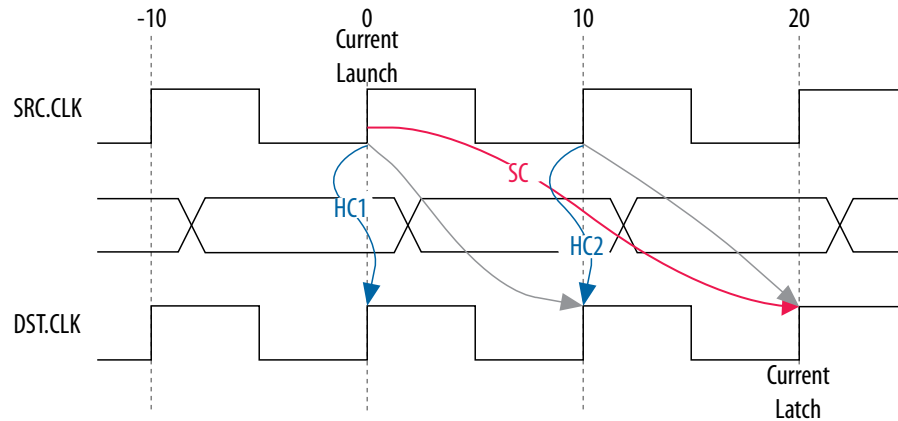 -10 0 10 20
Current
Launch
SRC.CLK
SC
HC1
HC2
DST.CLK
Current
Latch